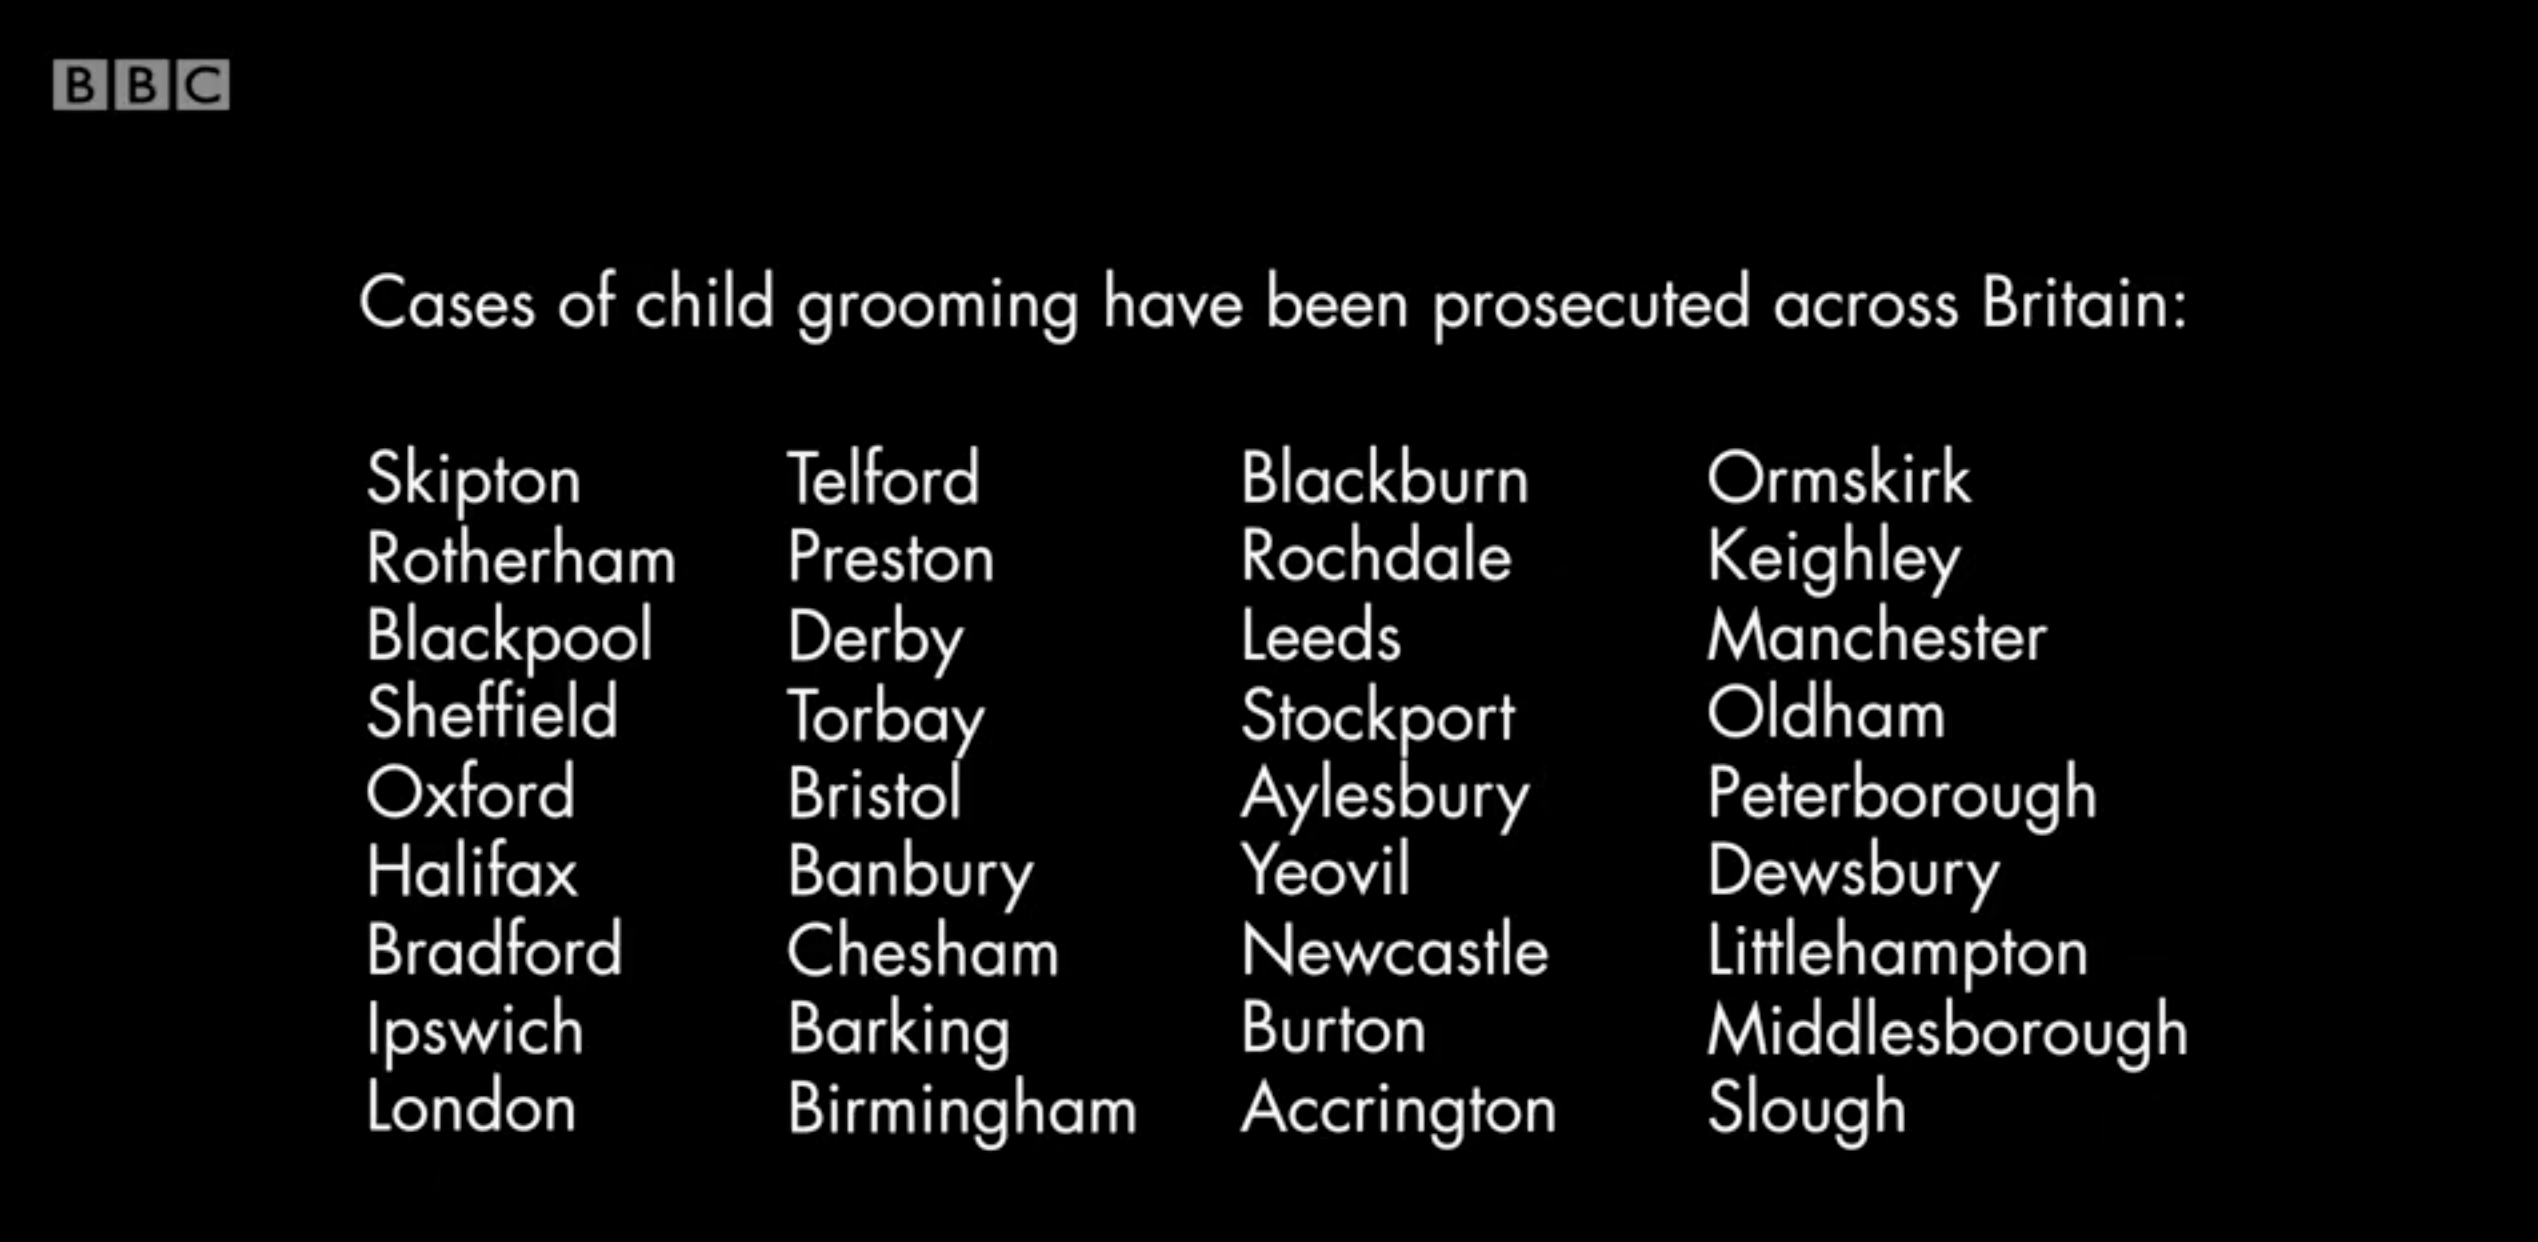 BBC
Cases of child grooming have been prosecuted across Britain:
Skipton Telford Blackburn Ormskirk
Rotherham Preston Rochdale Keighley
Blackpool Derby Leeds Manchester
Sheffield Torbay Stockport Oldham
Oxford Bristol Aylesbury Peterborough
Halifax Banbury Yeovil Dewsbury
Bradford Chesham Newcastle Littlehampton
Ipswich Barking Burton Middlesborough
London Birmingham Accrington Slough